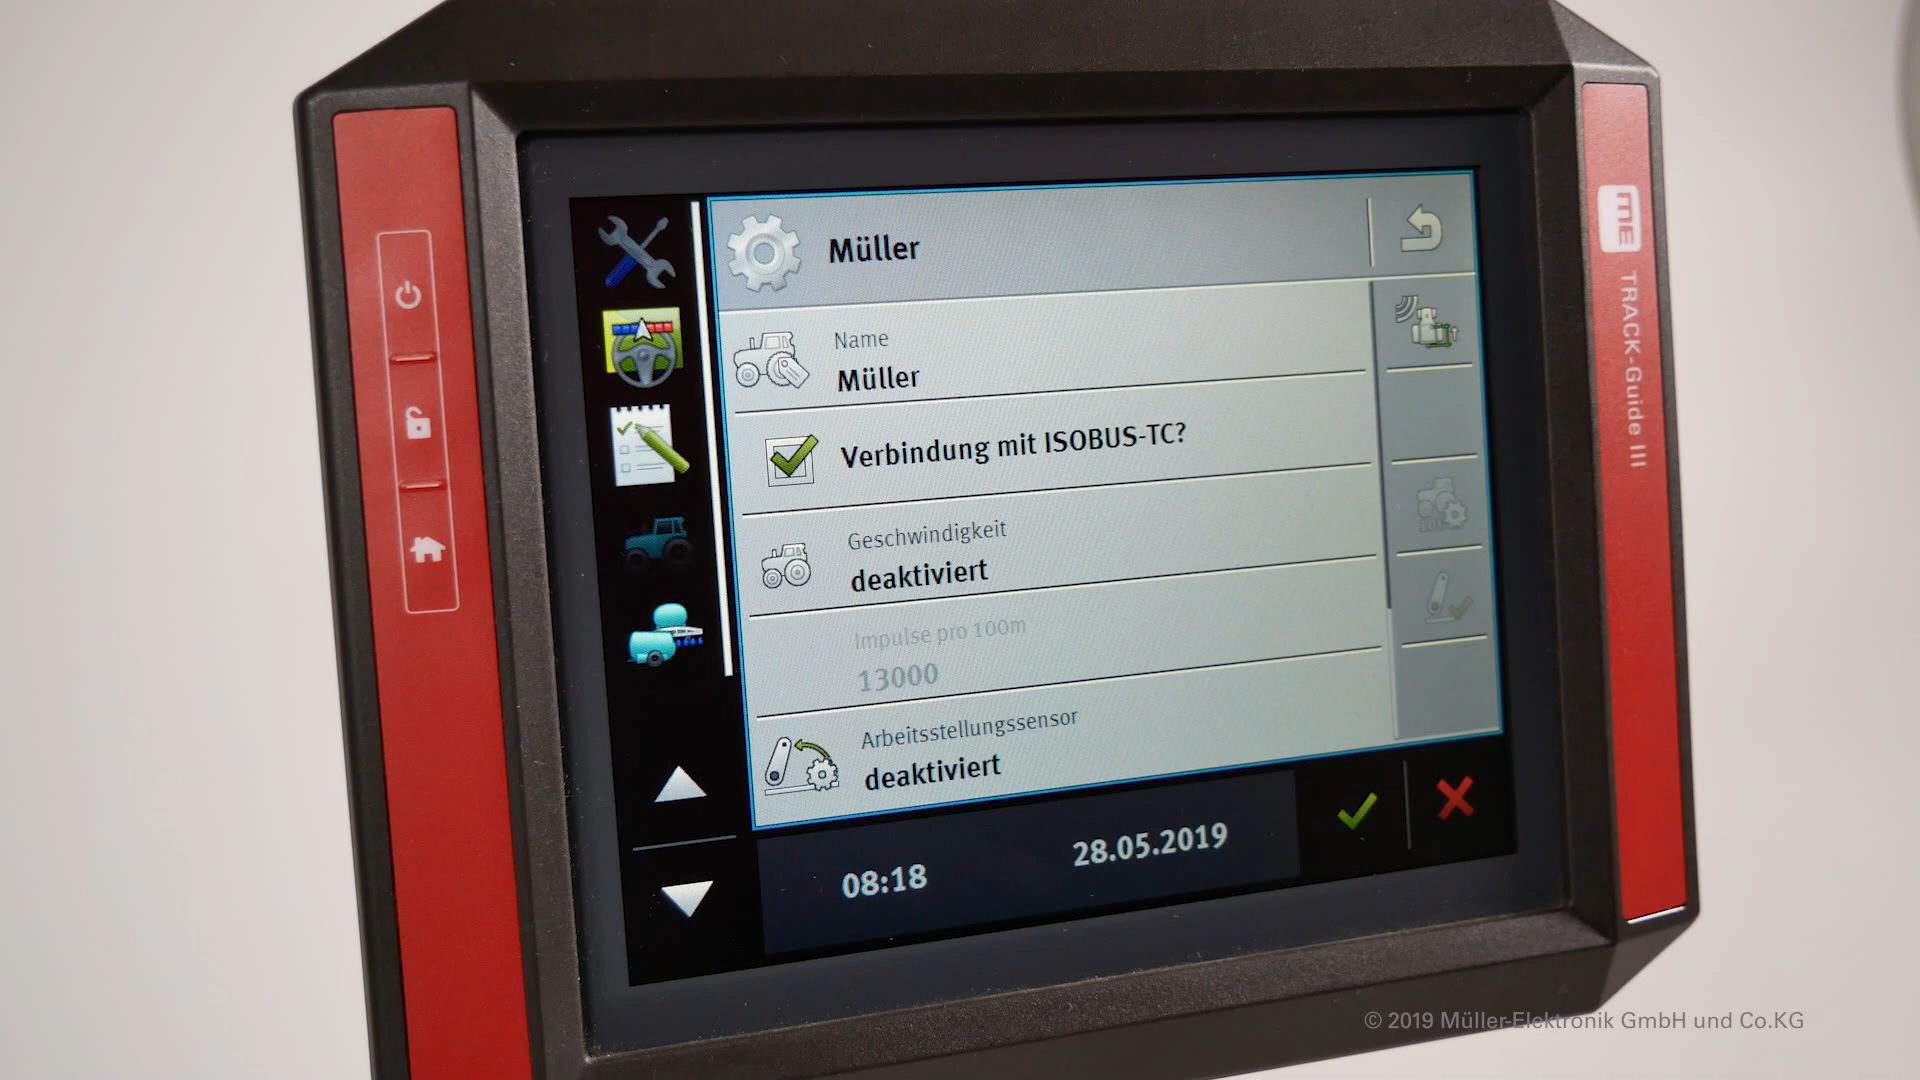 Müller
Name
Müller
Verbindung mit ISOBUS-TC?
Geschwindigkeit
deaktiviert
Impulse pro 100m
13000
Arbeitsstellungssensor
deaktiviert
08:18
28.05.2019
ME
TRACK-Guide III
© 2019 Müller-Elektronik GmbH und Co.KG